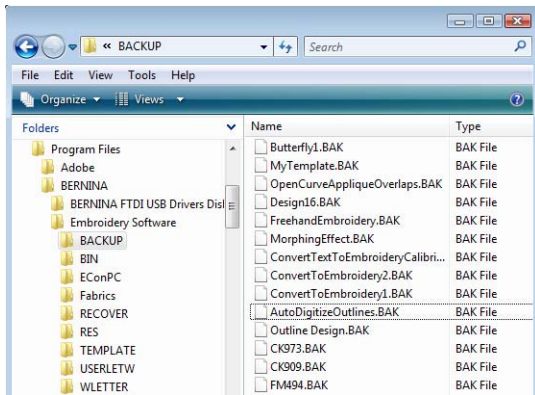 « BACKUP
Search
File Edit View Tools Help
Organize Views
Folders
Program Files
Adobe
BERNINA
BERNINA FTDI USB Drivers Disl
Embroidery Software
BACKUP
BIN
EConPC
Fabrics
RECOVER
RES
TEMPLATE
USERLETW
WLETTER
Name Type
Butterfly1.BAK BAK File
MyTemplate.BAK BAK File
OpenCurveAppliqueOverlaps.BAK BAK File
Design16.BAK BAK File
FreehandEmbroidery.BAK BAK File
MorphingEffect.BAK BAK File
ConvertTextToEmbroideryCalibri... BAK File
ConvertToEmbroidery2.BAK BAK File
ConvertToEmbroidery1.BAK BAK File
AutoDigitizeOutlines.BAK BAK File
Outline Design.BAK BAK File
CK973.BAK BAK File
CK909.BAK BAK File
FM494.BAK BAK File